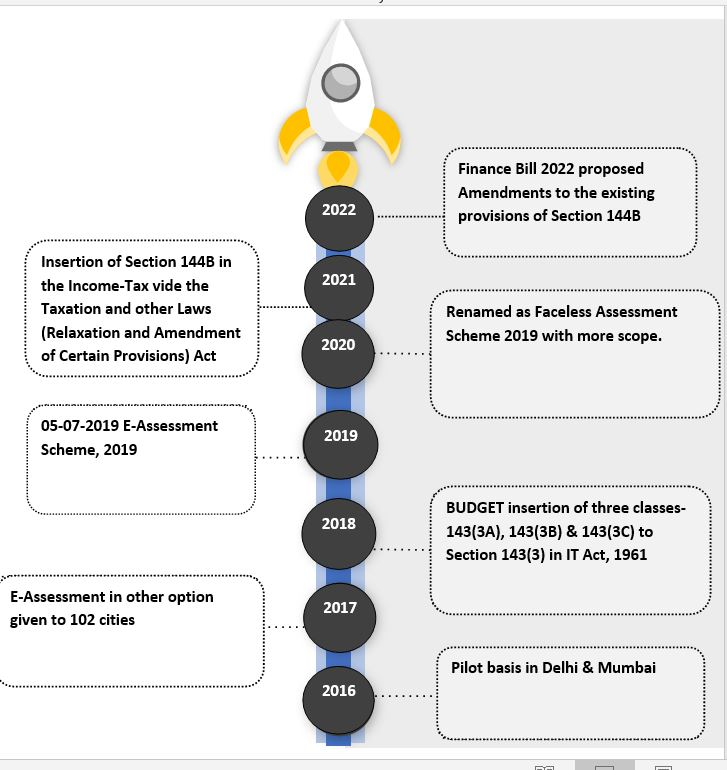 2022
Finance Bill 2022 proposed
Amendments to the existing
provisions of Section 144B
2021
Insertion of Section 144B in
the Income-Tax vide the
Taxation and other Laws
(Relaxation and Amendment
of Certain Provisions) Act
2020
Renamed as Faceless Assessment
Scheme 2019 with more scope.
2019
05-07-2019 E-Assessment
Scheme, 2019
2018
BUDGET insertion of three classes-
143(3A), 143(3B) & 143(3C) to
Section 143(3) in IT Act, 1961
2017
E-Assessment in other option
given to 102 cities
2016
Pilot basis in Delhi & Mumbai